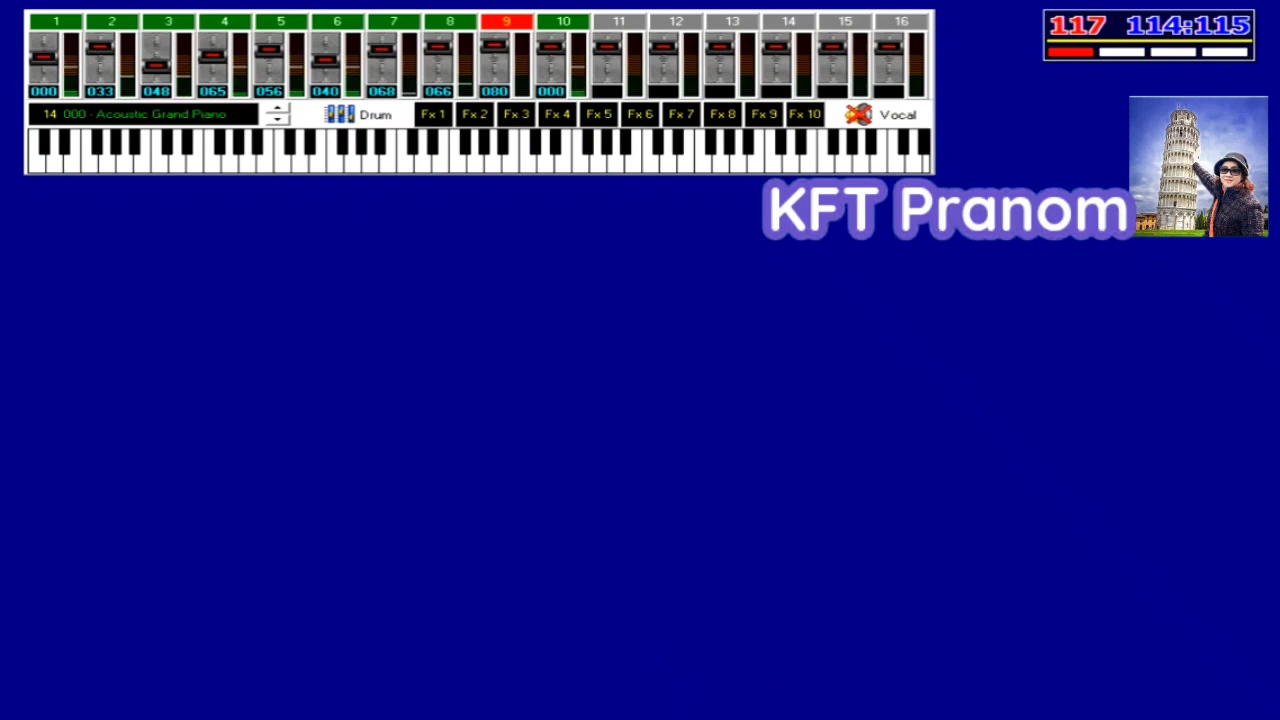 1 2 3 4 5 6 7 8 9 10 11 12 13 14 15 16
117 114:115
000 033 048 065 056 040 068 066 080 000
14 000 - Acoustic Grand Piano Drum Fx 1 Fx 2 Fx 3 Fx 4 Fx 5 Fx 6 Fx 7 Fx 8 Fx 9 Fx 10 Vocal
KFT Pranom